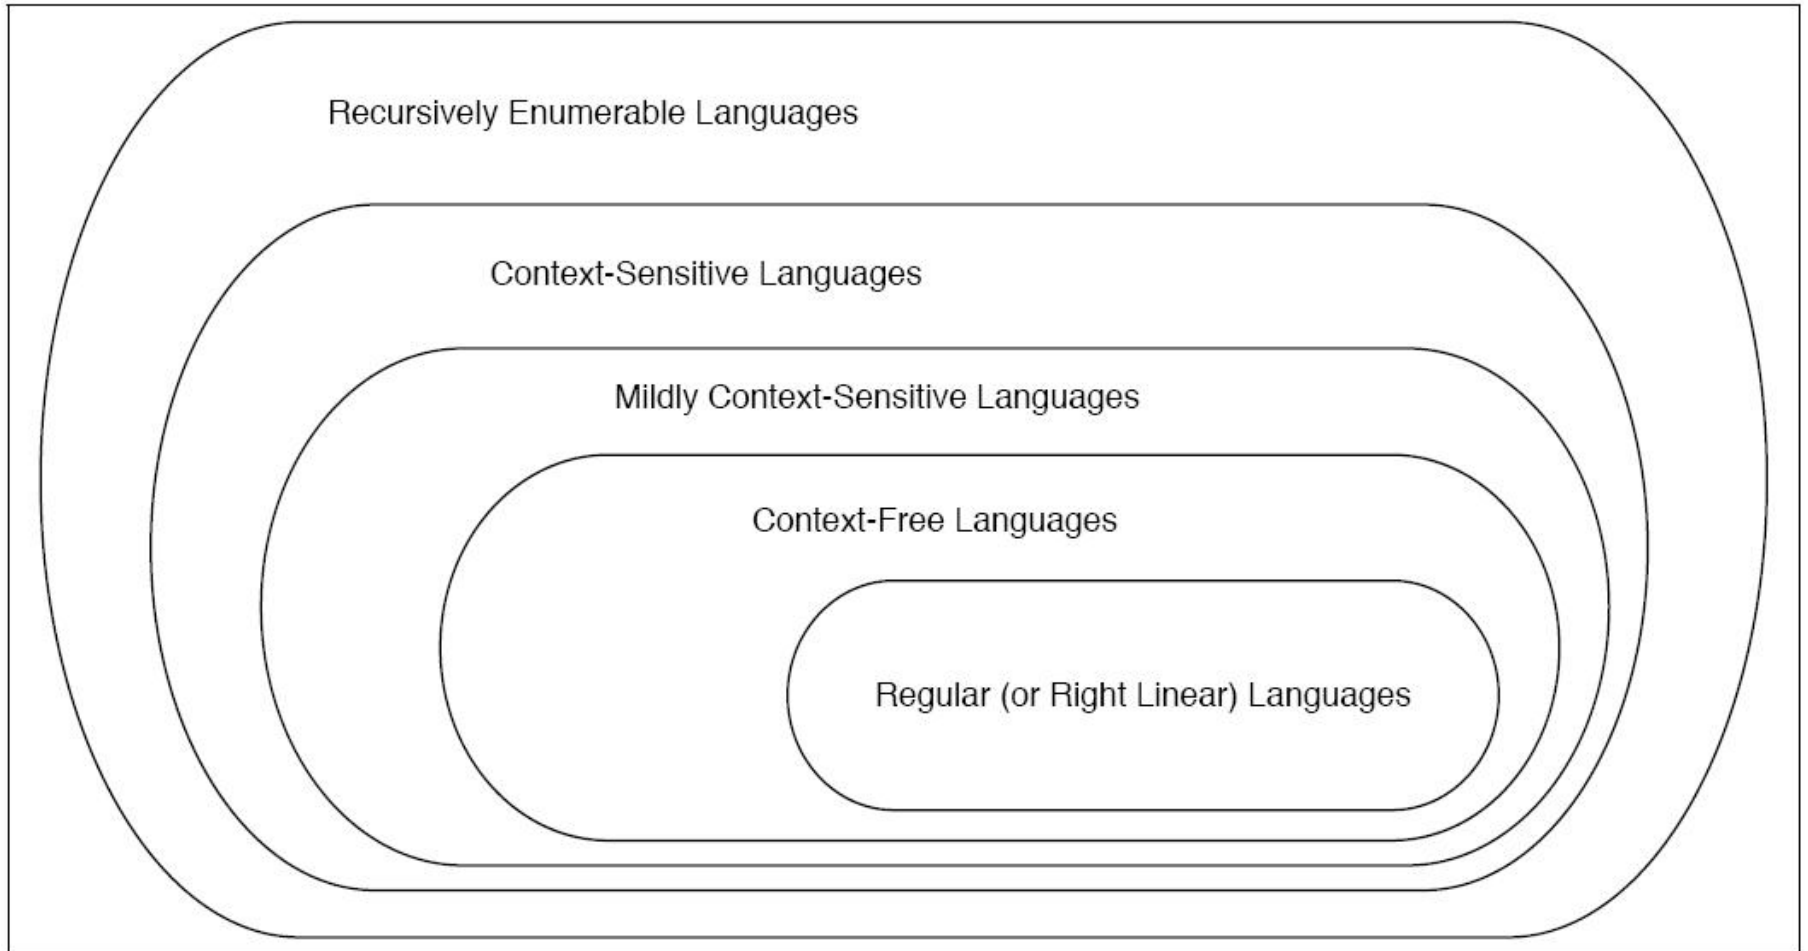 Recursively Enumerable Languages
Context-Sensitive Languages
Mildly Context-Sensitive Languages
Context-Free Languages
Regular (or Right Linear) Languages